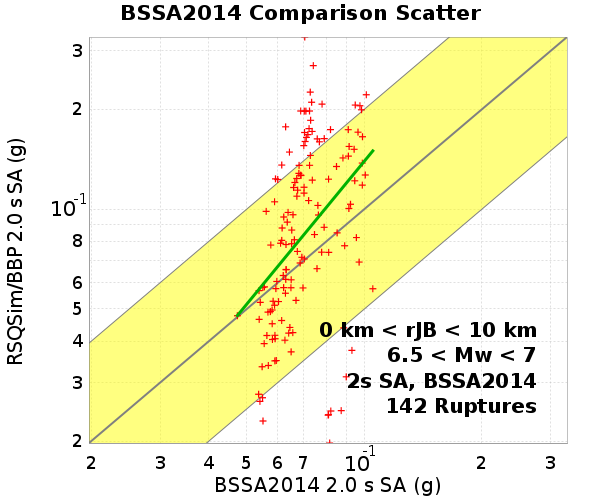 BSSA2014 Comparison Scatter
RSQSim/BBP 2.0 s SA (g)
3
2
10-1
8
6
5
4
3
2
0 km < rJB < 10 km
6.5 < Mw < 7
2s SA, BSSA2014
142 Ruptures
2 3 4 5 6 7 10-1 2 3
BSSA2014 2.0 s SA (g)